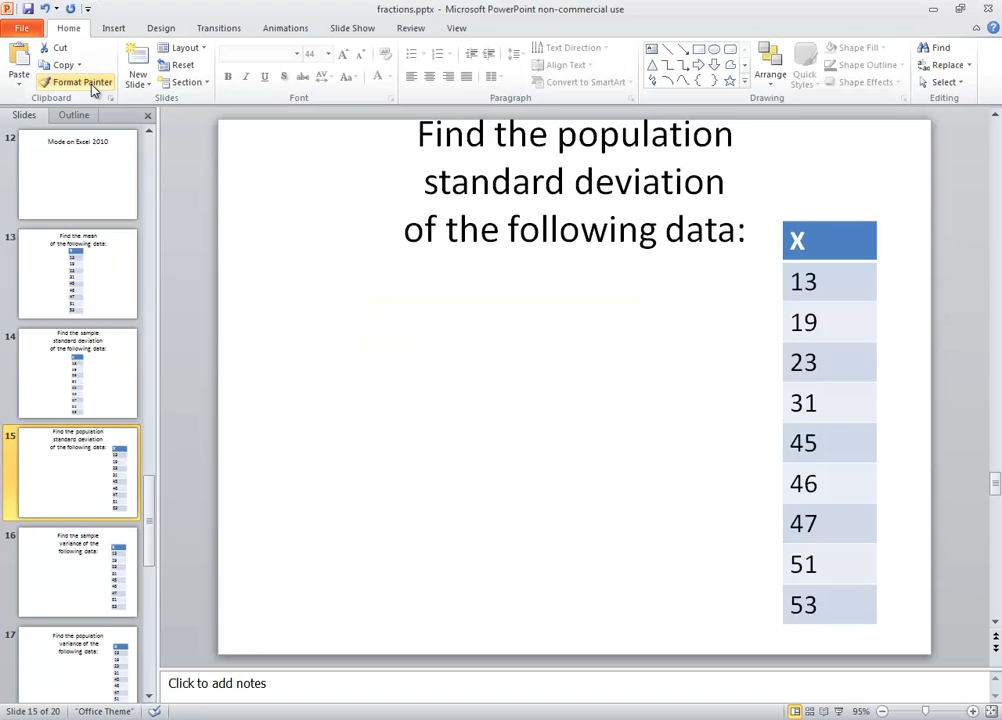 fractions.pptx - Microsoft PowerPoint non-commercial use
File Home Insert Design Transitions Animations Slide Show Review View
Paste
Cut
Copy
Format Painter
Clipboard
New
Slide
Layout
Reset
Section
Slides
44
Font
Text Direction
Align Text
Convert to SmartArt
Paragraph
Arrange
Quick
Styles
Shape Fill
Shape Outline
Shape Effects
Drawing
Find
Replace
Select
Editing
Slides Outline
12
Mode on Excel 2010
13
Find the mean
of the following data:
14
Find the sample
standard deviation
of the following data:
15
Find the population
standard deviation
of the following data:
16
Find the sample
variance of the
following data:
17
Find the population
variance of the
following data:
Find the population
standard deviation
of the following data:
X
13
19
23
31
45
46
47
51
53
Click to add notes
Slide 15 of 20 "Office Theme" 95%